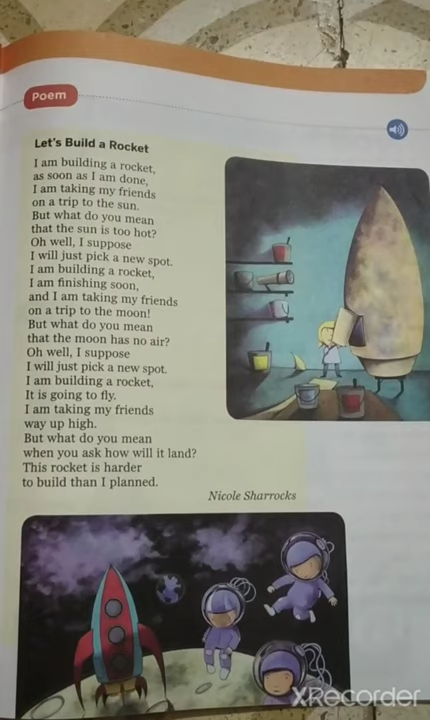 Poem
Let's Build a Rocket
I am building a rocket,
as soon as I am done,
I am taking my friends
on a trip to the sun.
But what do you mean
that the sun is too hot?
Oh well, I suppose
I will just pick a new spot.
I am building a rocket,
I am finishing soon,
and I am taking my friends
on a trip to the moon!
But what do you mean
that the moon has no air?
Oh well, I suppose
I will just pick a new spot.
I am building a rocket,
It is going to fly.
I am taking my friends
way up high.
But what do you mean
when you ask how will it land?
This rocket is harder
to build than I planned.
Nicole Sharrocks
XRecorder